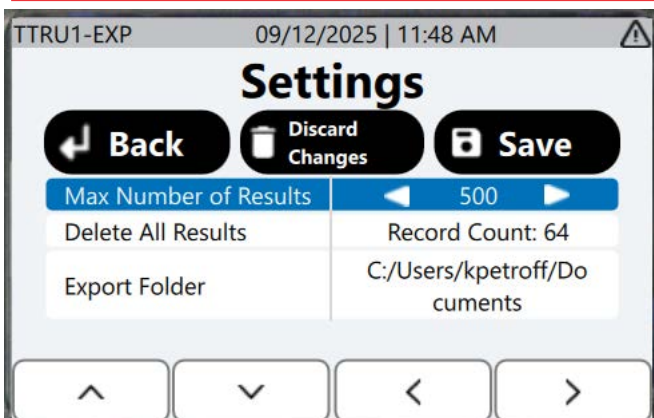 TTRU1-EXP 09/12/2025 | 11:48 AM
Settings
Back
Discard
Changes
Save
Max Number of Results 500
Delete All Results Record Count: 64
Export Folder C:/Users/kpetroff/Do
cuments